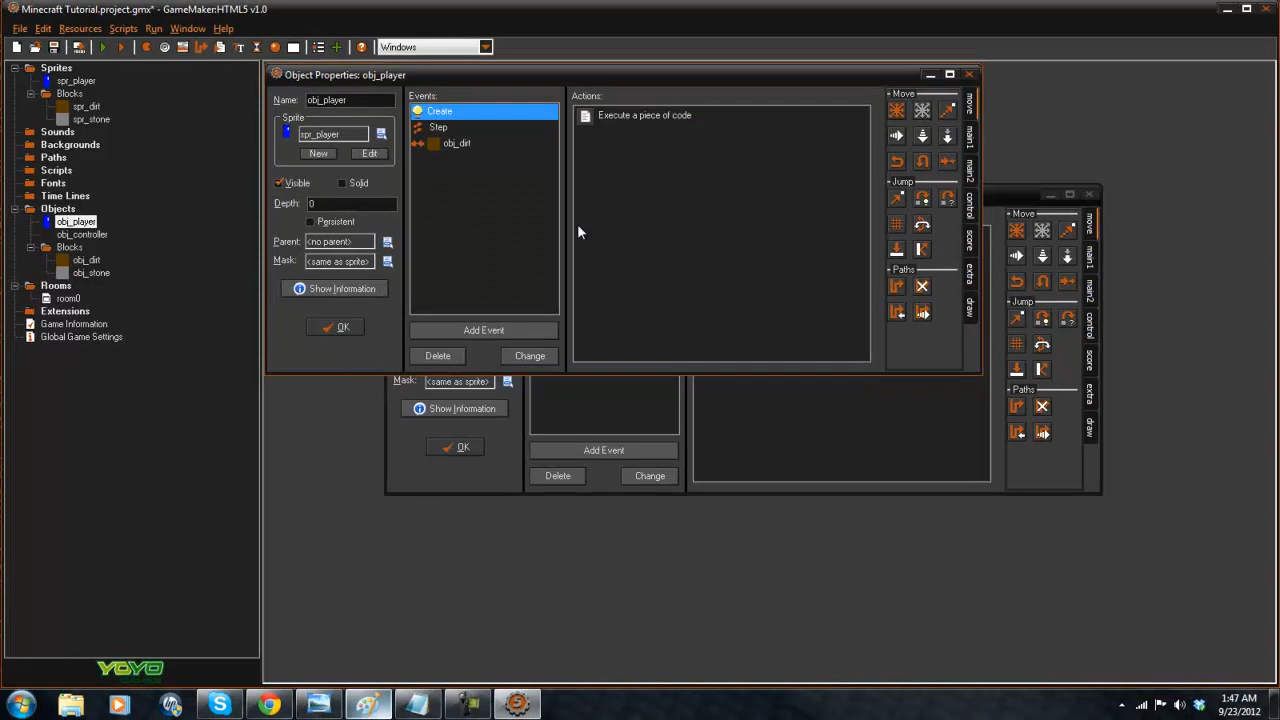 Minecraft Tutorial.project.gmx* - GameMaker:HTML5 v1.0
File Edit Resources Scripts Run Window Help
Windows
Sprites
spr_player
Blocks
spr_dirt
spr_stone
Sounds
Backgrounds
Paths
Scripts
Fonts
Time Lines
Objects
obj_player
obj_controller
Blocks
obj_dirt
obj_stone
Rooms
room0
Extensions
Game Information
Global Game Settings
YOYO
GAMES
Object Properties: obj_player
Name: obj_player
Sprite
spr_player
New Edit
Visible Solid
Depth: 0
Persistent
Parent: <no parent>
Mask: <same as sprite>
Show Information
OK
Events:
Create
Step
obj_dirt
Add Event
Delete Change
Actions:
Execute a piece of code
Move
Jump
Paths
move
main1
main2
control
score
extra
draw
Mask: <same as sprite>
Show Information
OK
Add Event
Delete Change
Move
Jump
Paths
move
main1
main2
control
score
extra
draw
1:47 AM
9/23/2012